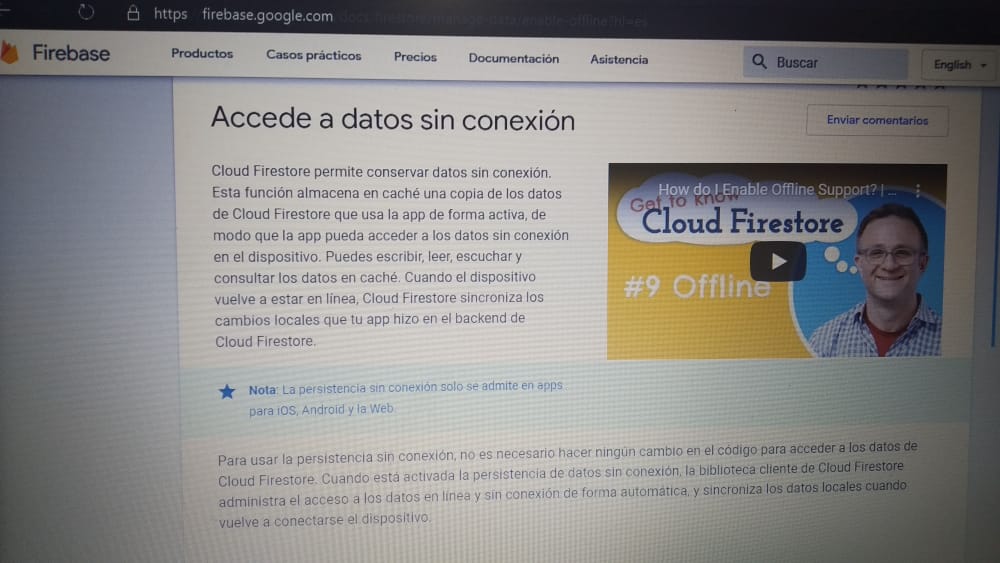 https firebase.google.com/docs/firestore/manage-data/enable-offline?hl=es
Firebase
Productos
Casos prácticos
Precios
Documentación
Asistencia
Buscar
English
Accede a datos sin conexión
Enviar comentarios
Cloud Firestore permite conservar datos sin conexión.
Esta función almacena en caché una copia de los datos
de Cloud Firestore que usa la app de forma activa, de
modo que la app pueda acceder a los datos sin conexión
en el dispositivo. Puedes escribir, leer, escuchar y
consultar los datos en caché. Cuando el dispositivo
vuelve a estar en línea, Cloud Firestore sincroniza los
cambios locales que tu app hizo en el backend de
Cloud Firestore.
How do I Enable Offline Support? | ...
Get to know
Cloud Firestore
#9 Offline
Nota: La persistencia sin conexión solo se admite en apps
para iOS, Android y la Web.
Para usar la persistencia sin conexión, no es necesario hacer ningún cambio en el código para acceder a los datos de
Cloud Firestore. Cuando está activada la persistencia de datos sin conexión, la biblioteca cliente de Cloud Firestore
administra el acceso a los datos en línea y sin conexión de forma automática, y sincroniza los datos locales cuando
vuelve a conectarse el dispositivo.